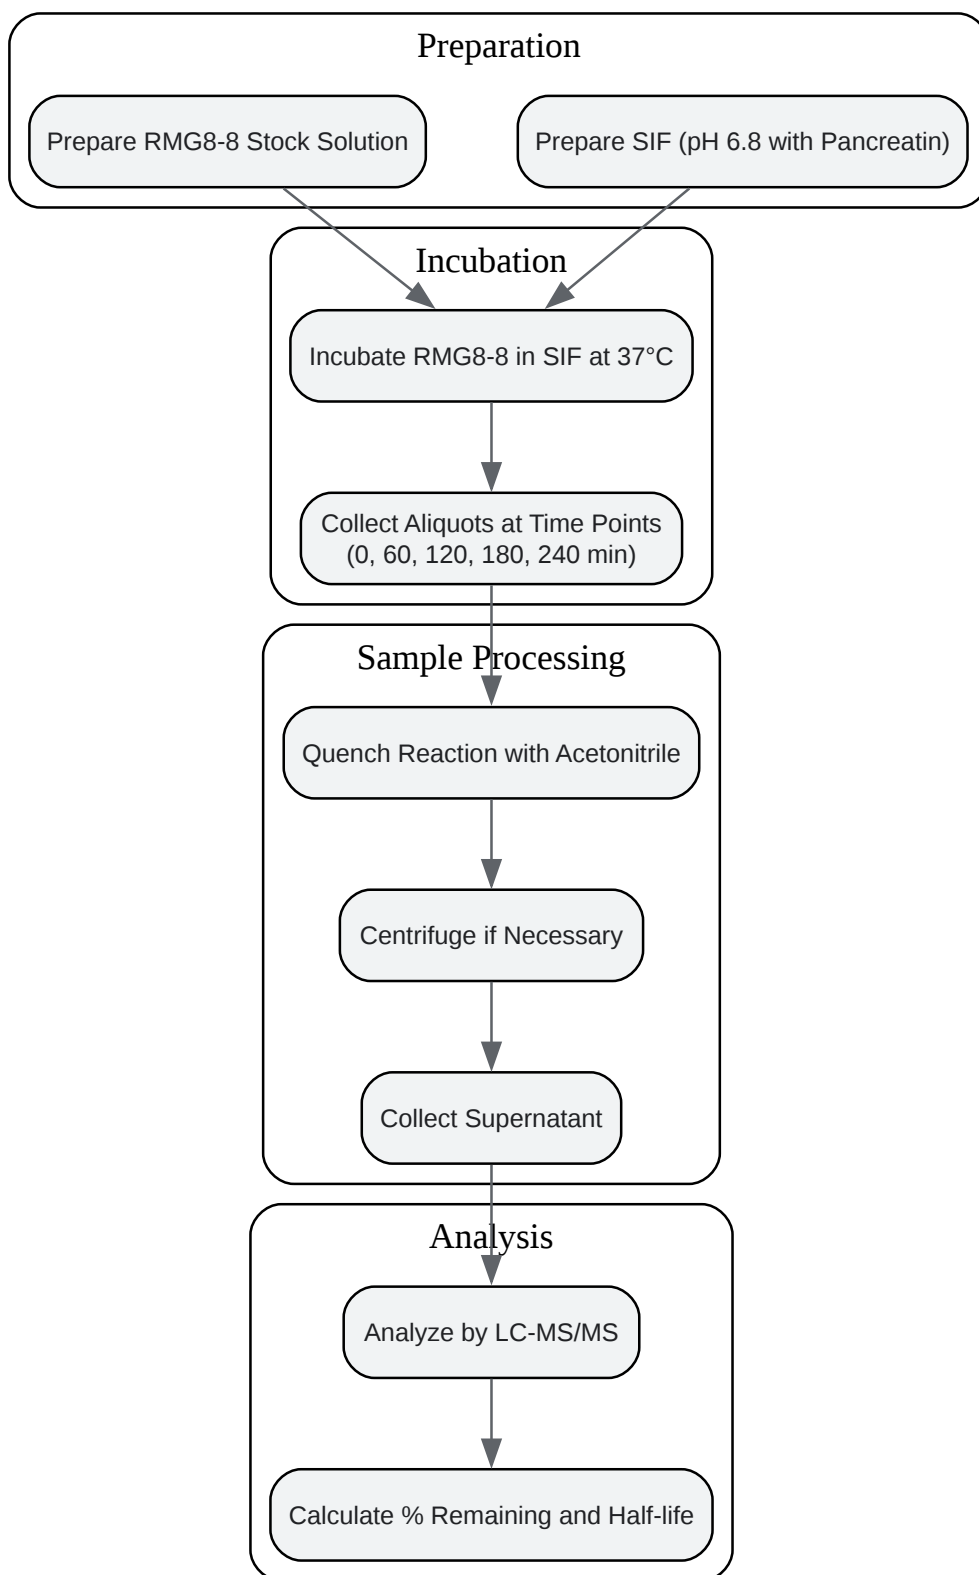 Preparation
Prepare RMG8-8 Stock Solution
Prepare SIF (pH 6.8 with Pancreatin)
Incubation
Incubate RMG8-8 in SIF at 37°C
Collect Aliquots at Time Points
(0, 60, 120, 180, 240 min)
Sample Processing
Quench Reaction with Acetonitrile
Centrifuge if Necessary
Collect Supernatant
Analysis
Analyze by LC-MS/MS
Calculate % Remaining and Half-life